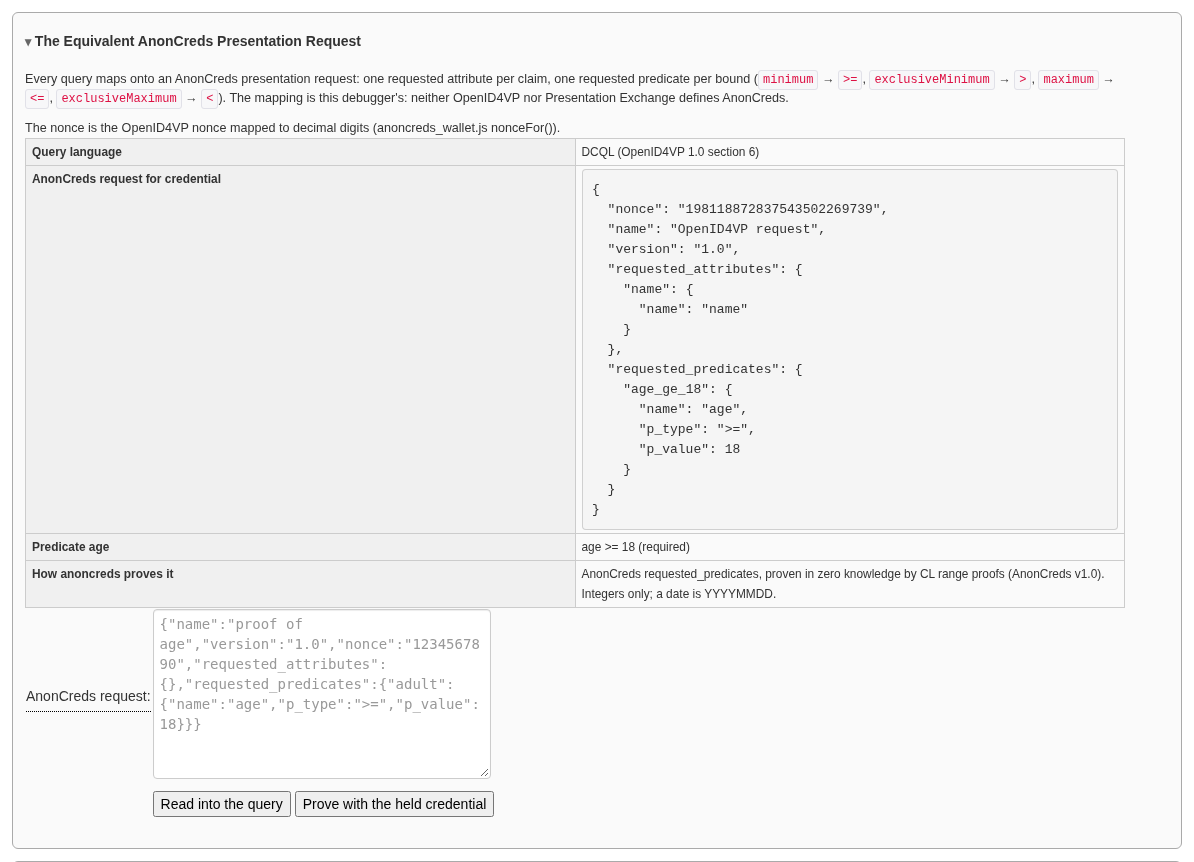 ▾ The Equivalent AnonCreds Presentation Request
Every query maps onto an AnonCreds presentation request: one requested attribute per claim, one requested predicate per bound ( minimum → >= , exclusiveMinimum → > , maximum →
<= , exclusiveMaximum → < ). The mapping is this debugger's: neither OpenID4VP nor Presentation Exchange defines AnonCreds.
The nonce is the OpenID4VP nonce mapped to decimal digits (anoncreds_wallet.js nonceFor()).
Query language DCQL (OpenID4VP 1.0 section 6)
AnonCreds request for credential
{
  "nonce": "198118872837543502269739",
  "name": "OpenID4VP request",
  "version": "1.0",
  "requested_attributes": {
    "name": {
      "name": "name"
    }
  },
  "requested_predicates": {
    "age_ge_18": {
      "name": "age",
      "p_type": ">=",
      "p_value": 18
    }
  }
}
Predicate age age >= 18 (required)
How anoncreds proves it AnonCreds requested_predicates, proven in zero knowledge by CL range proofs (AnonCreds v1.0).
Integers only; a date is YYYYMMDD.
AnonCreds request:
{"name":"proof of
age","version":"1.0","nonce":"12345678
90","requested_attributes":
{},"requested_predicates":{"adult":
{"name":"age","p_type":">=","p_value":
18}}}
Read into the query Prove with the held credential